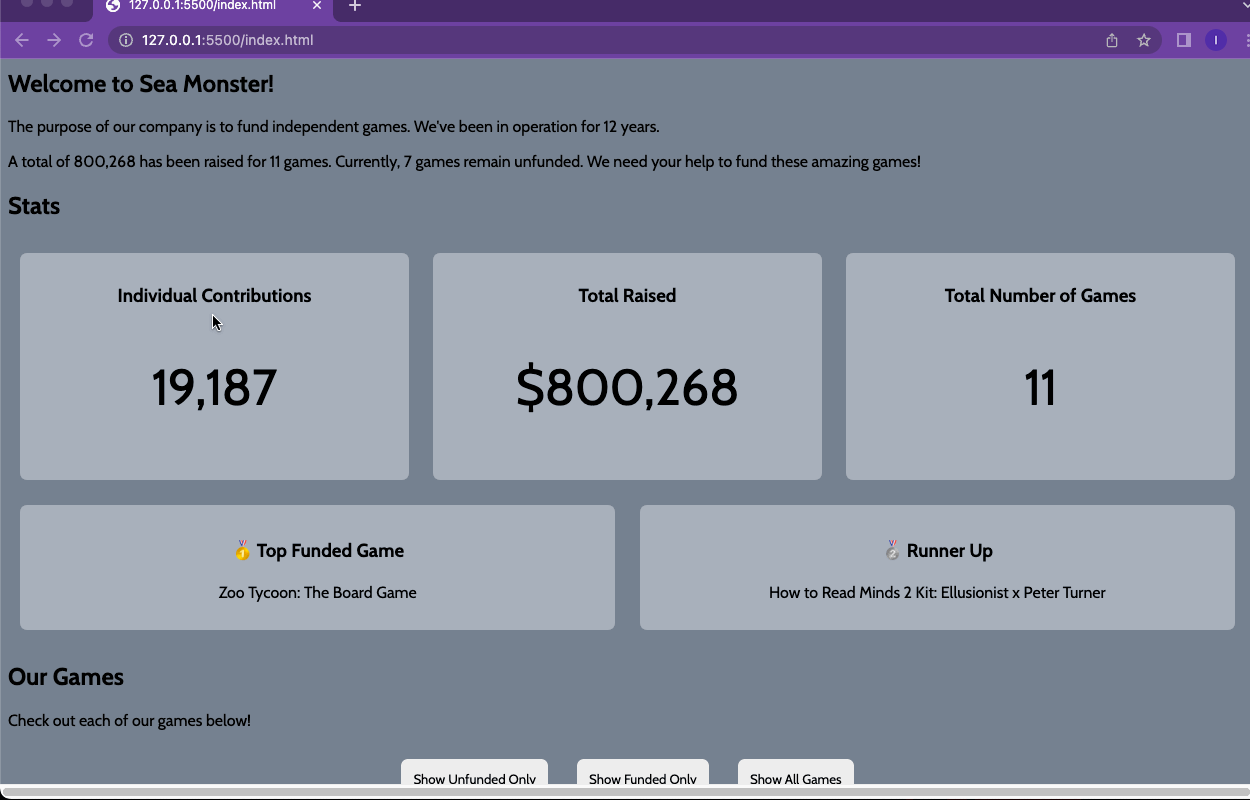 127.0.0.1:5500/index.html
127.0.0.1:5500/index.html
I
Welcome to Sea Monster!
The purpose of our company is to fund independent games. We've been in operation for 12 years.
A total of 800,268 has been raised for 11 games. Currently, 7 games remain unfunded. We need your help to fund these amazing games!
Stats
Individual Contributions
Total Raised
Total Number of Games
19,187
$800,268
11
🥇 Top Funded Game
🥈 Runner Up
Zoo Tycoon: The Board Game
How to Read Minds 2 Kit: Ellusionist x Peter Turner
Our Games
Check out each of our games below!
Show Unfunded Only
Show Funded Only
Show All Games